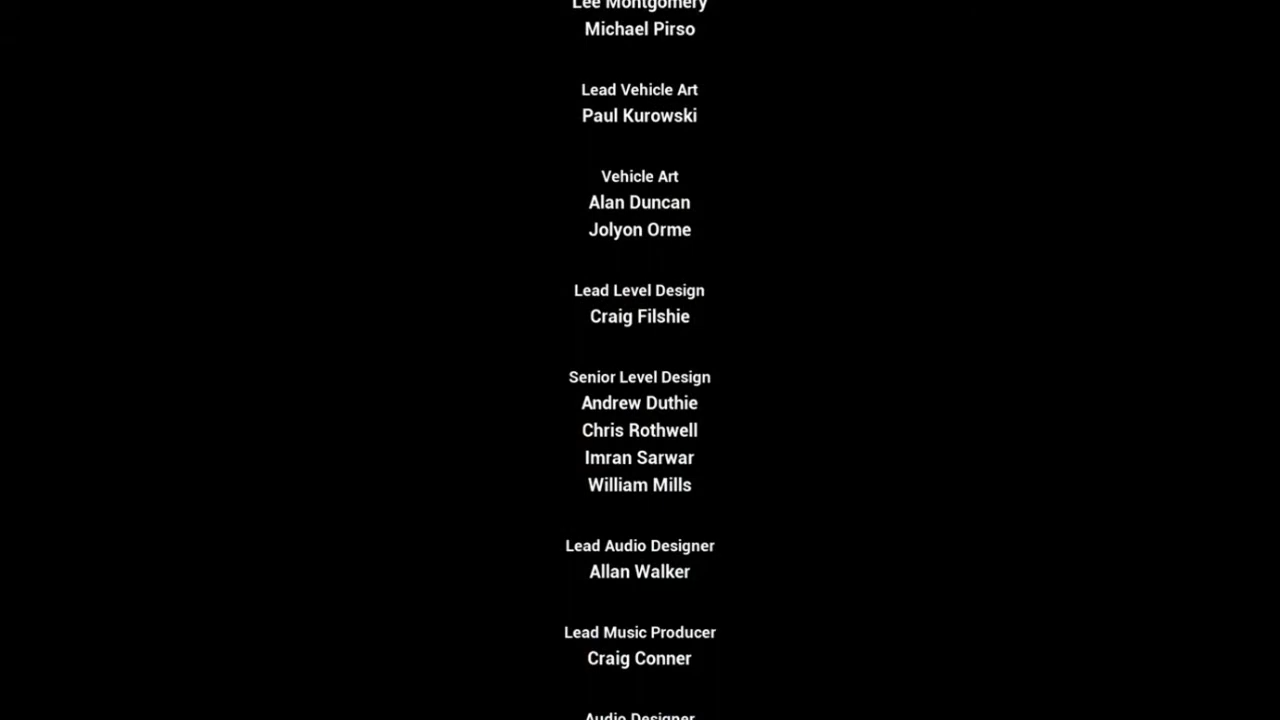 Lee Montgomery
Michael Pirso
Lead Vehicle Art
Paul Kurowski
Vehicle Art
Alan Duncan
Jolyon Orme
Lead Level Design
Craig Filshie
Senior Level Design
Andrew Duthie
Chris Rothwell
Imran Sarwar
William Mills
Lead Audio Designer
Allan Walker
Lead Music Producer
Craig Conner
Audio Designer